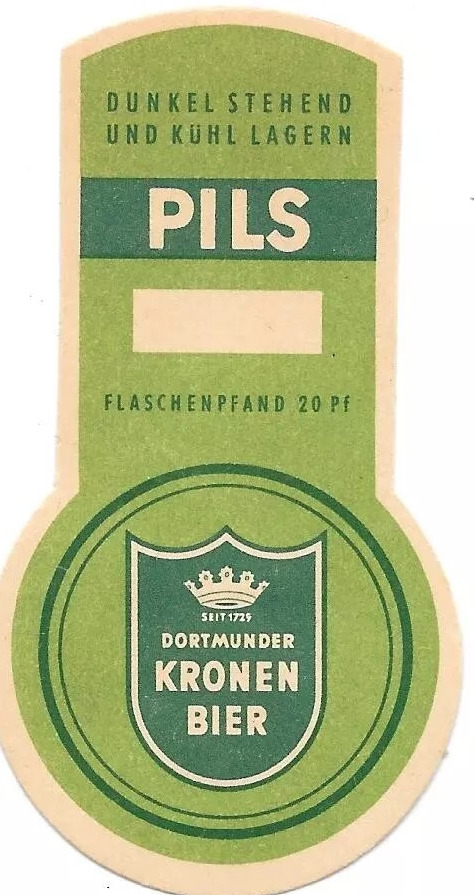 DUNKEL STEHEND
UND KÜHL LAGERN
PILS
FLASCHENPFAND 20 Pf
SEIT 1729
DORTMUNDER
KRONEN
BIER